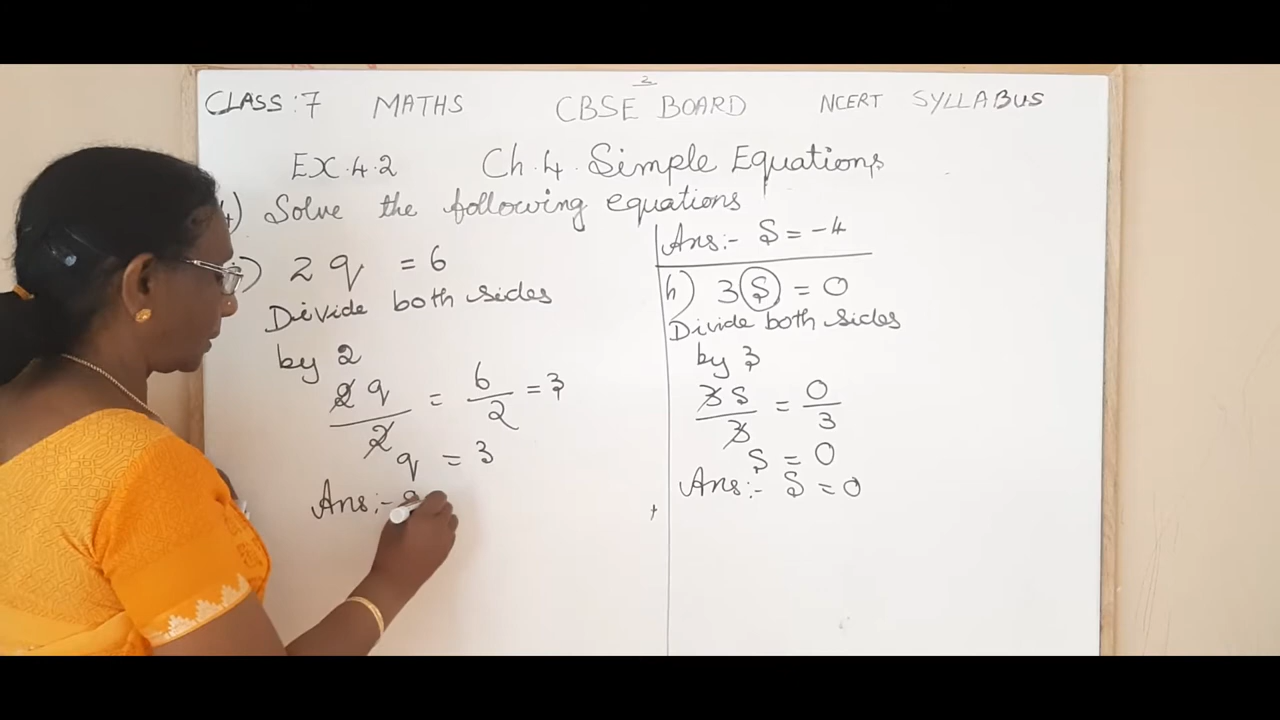 CLASS : 7 MATHS CBSE BOARD NCERT SYLLABUS
EX.4.2 Ch.4. Simple Equations
4) Solve the following equations
) 2q = 6
Divide both sides
by 2
2q/2 = 6/2 = 3
q = 3
Ans:-
Ans:- S = -4
h) 3S = 0
Divide both sides
by 3
3S/3 = 0/3
S = 0
Ans:- S = 0